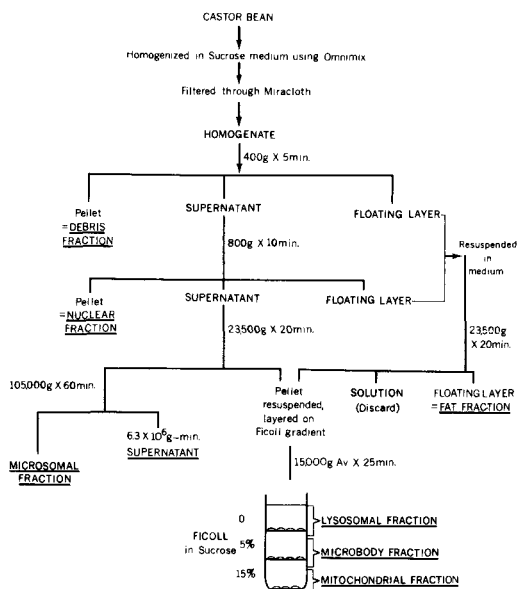 CASTOR BEAN
Homogenized in Sucrose medium using Omnimix
Filtered through Miracloth
HOMOGENATE
400g X 5min.
Pellet
=DEBRIS
FRACTION
SUPERNATANT
FLOATING LAYER
800g X 10min.
Resuspended
in
medium
Pellet
=NUCLEAR
FRACTION
SUPERNATANT
FLOATING LAYER
23,500g X 20min.
23,500g
X 20min.
105,000g X 60min.
Pellet
resuspended,
layered on
Ficoll gradient
SOLUTION
(Discard)
FLOATING LAYER
=FAT FRACTION
MICROSOMAL
FRACTION
6.3 X 10⁶g-min.
SUPERNATANT
15,000g Av X 25min.
FICOLL
in Sucrose
0
5%
15%
LYSOSOMAL FRACTION
MICROBODY FRACTION
MITOCHONDRIAL FRACTION